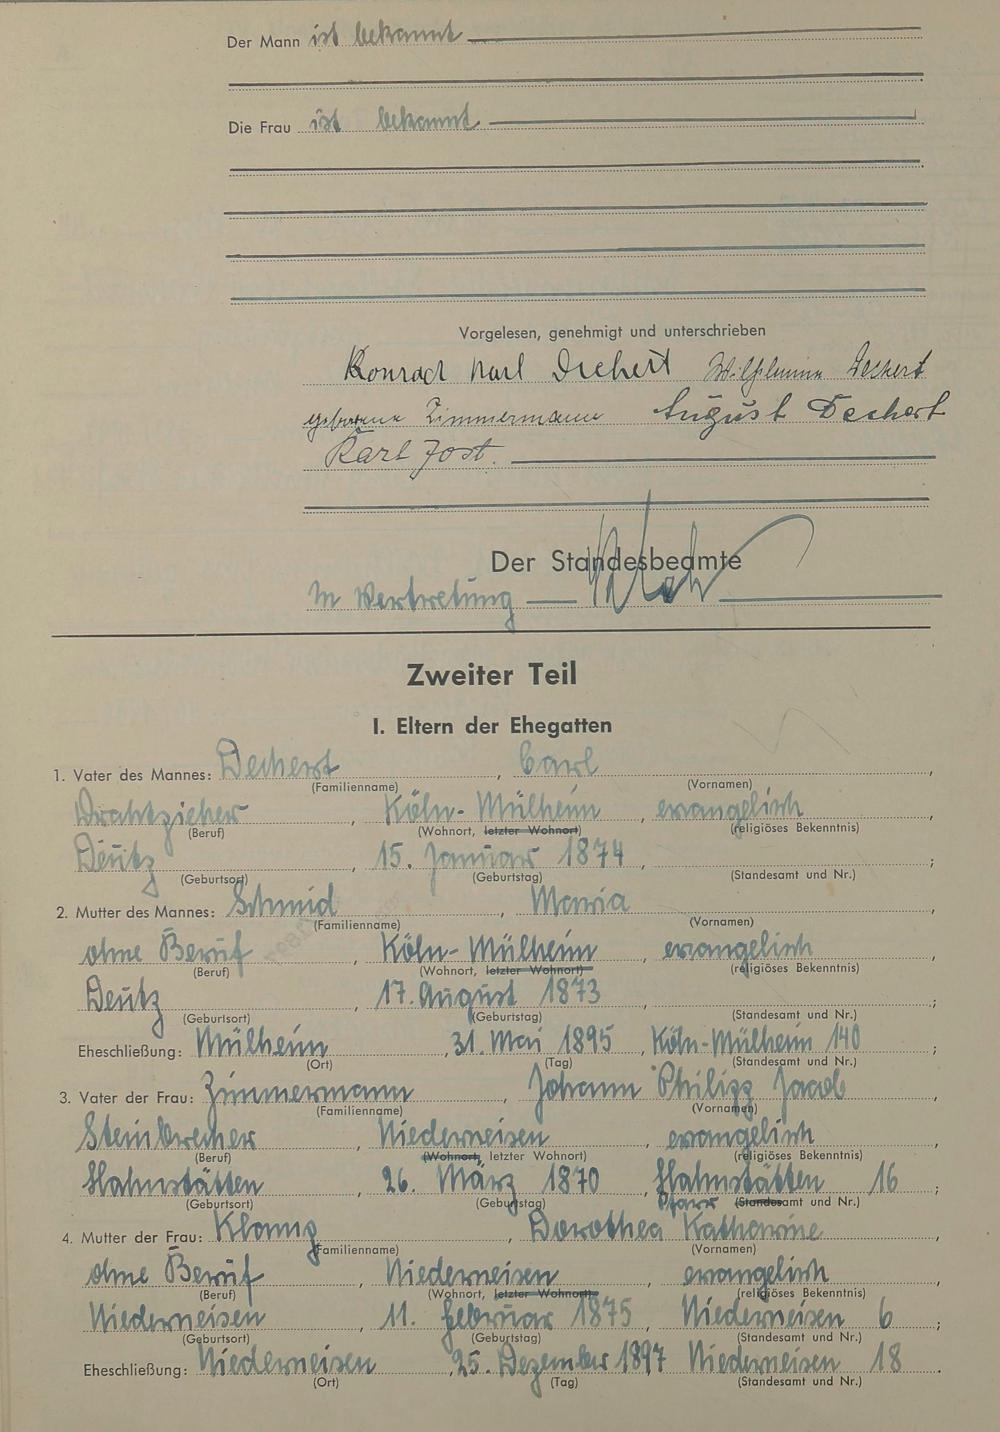 Der Mann ist bekannt
Die Frau ist bekannt
Vorgelesen, genehmigt und unterschrieben
Konrad Karl Dechert Wilhelmina Dechert
geborene Zimmermann August Dechert
Karl Jost.
Der Standesbeamte
In Vertretung
Zweiter Teil
I. Eltern der Ehegatten
1. Vater des Mannes: Dechert, Carl,
(Familienname) (Vornamen)
Drahtzieher, Köln-Mülheim, evangelisch
(Beruf) (Wohnort, letzter Wohnort) (religiöses Bekenntnis)
Deutz, 15. Januar 1874, ;
(Geburtsort) (Geburtstag) (Standesamt und Nr.)
2. Mutter des Mannes: Schmid, Maria,
(Familienname) (Vornamen)
ohne Beruf, Köln-Mülheim, evangelisch
(Beruf) (Wohnort, letzter Wohnort) (religiöses Bekenntnis)
Deutz, 17. August 1873, ;
(Geburtsort) (Geburtstag) (Standesamt und Nr.)
Eheschließung: Mülheim, 31. Mai 1895, Köln-Mülheim 140;
(Ort) (Tag) (Standesamt und Nr.)
3. Vater der Frau: Zimmermann, Johann Philipp Jacob,
(Familienname) (Vornamen)
Steinbrecher, Niederneisen, evangelisch,
(Beruf) (Wohnort, letzter Wohnort) (religiöses Bekenntnis)
Hahnstätten, 26. März 1870, Hahnstätten 16;
(Geburtsort) (Geburtstag) Pfarr (Standesamt und Nr.)
4. Mutter der Frau: , Dorothea Katharine,
(Familienname) (Vornamen)
ohne Beruf, Niederneisen, evangelisch,
(Beruf) (Wohnort, letzter Wohnort) (religiöses Bekenntnis)
Niederneisen, 11. Februar 1875, Niederneisen 6;
(Geburtsort) (Geburtstag) (Standesamt und Nr.)
Eheschließung: Niederneisen, 25. Dezember 1897 Niederneisen 18.
(Ort) (Tag) (Standesamt und Nr.)